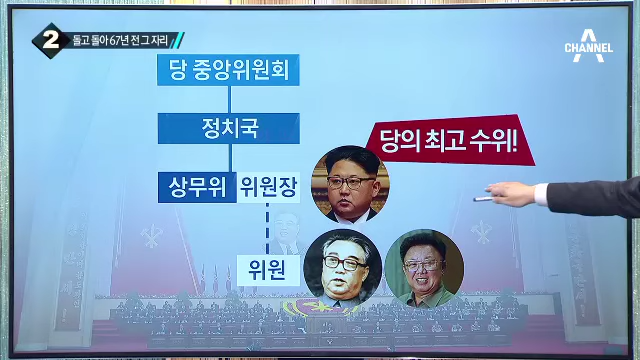 2 돌고 돌아 67년 전 그 자리
CHANNEL A
당 중앙위원회
정치국
당의 최고 수위!
상무위 위원장
위원